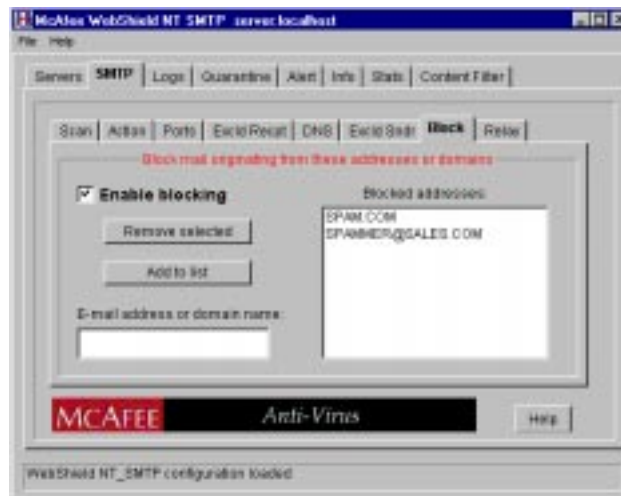 McAfee WebShield NT SMTP server:localhost
File Help
Servers SMTP Logs Quarantine Alert Info Stats Content Filter
Scan Action Ports Excld Recpt DNS Excld Sndr Block Relay
Block mail originating from these addresses or domains
Enable blocking
Blocked addresses:
Remove selected
SPAM.COM
SPAMMER@SALES.COM
Add to list
E-mail address or domain name:
McAFEE Anti-Virus
Help
WebShield NT_SMTP configuration loaded